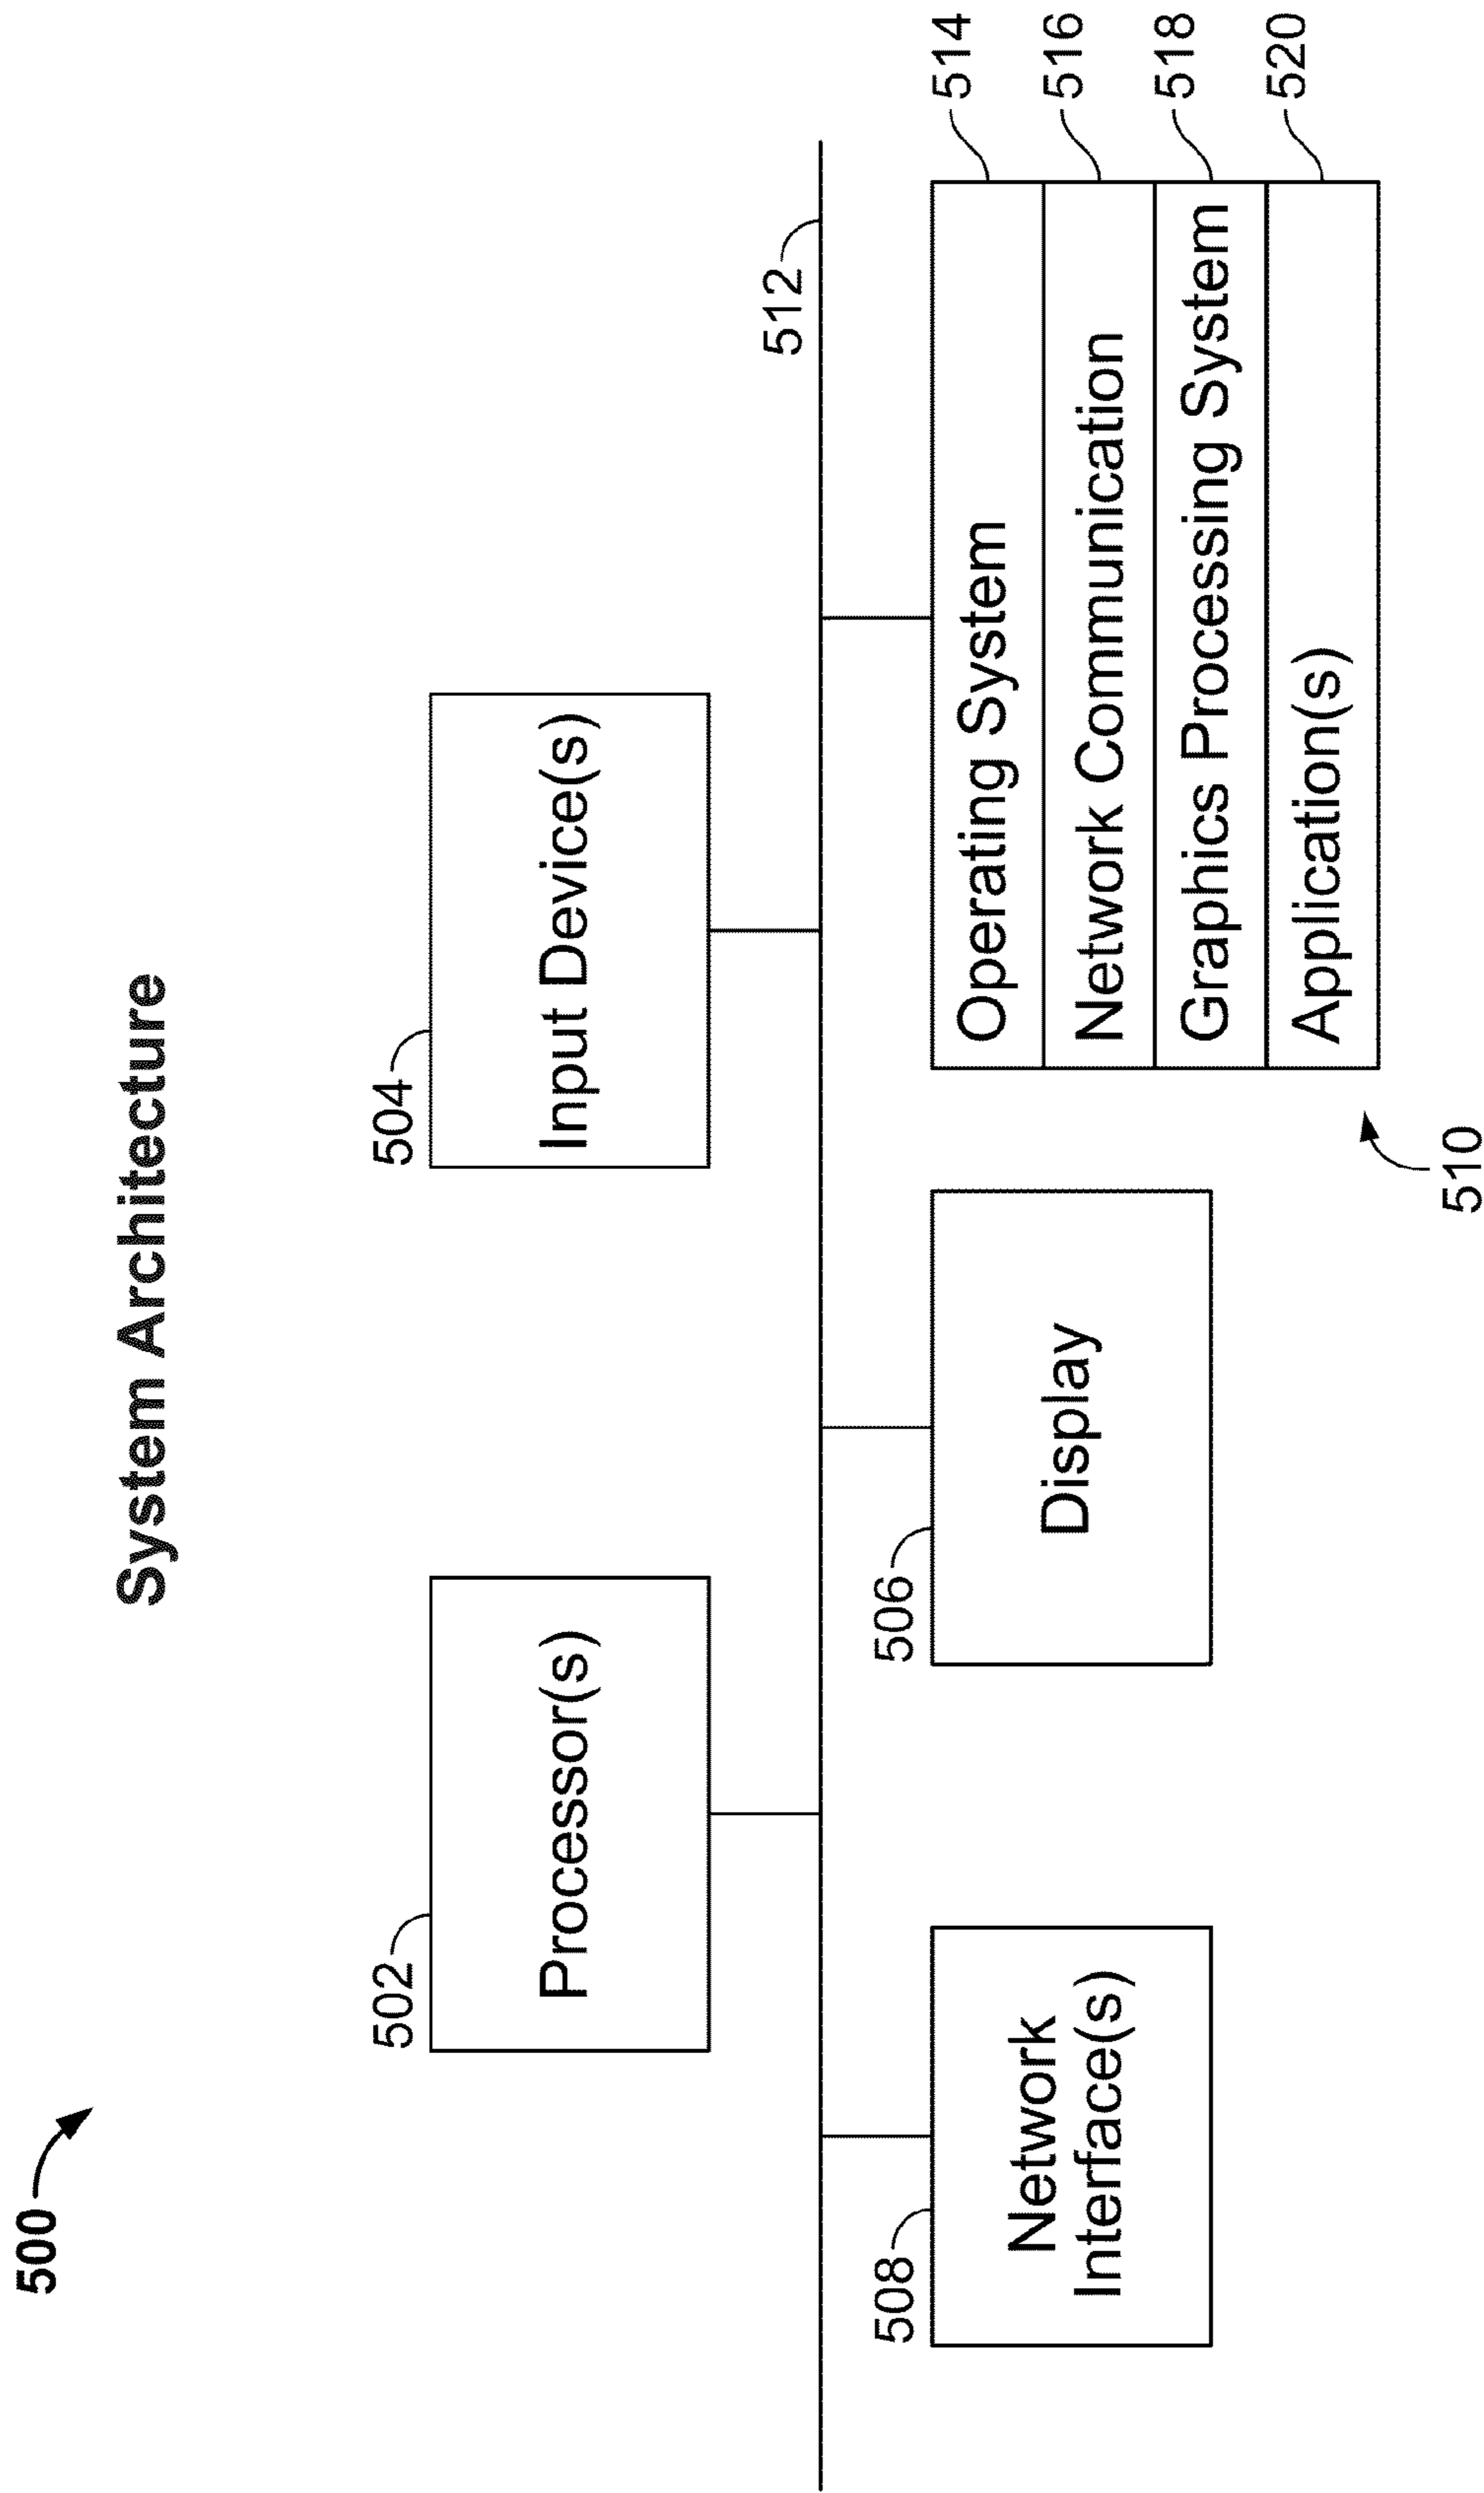 500
System Architecture
502
Processor(s)
504
Input Device(s)
512
508
Network
Interface(s)
506
Display
Operating System
514
Network Communication
516
Graphics Processing System
518
Application(s)
520
510